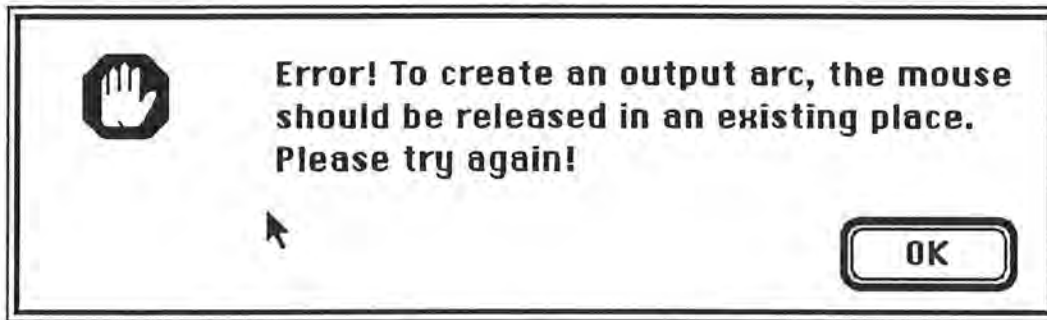 Error! To create an output arc, the mouse
should be released in an existing place.
Please try again!
OK